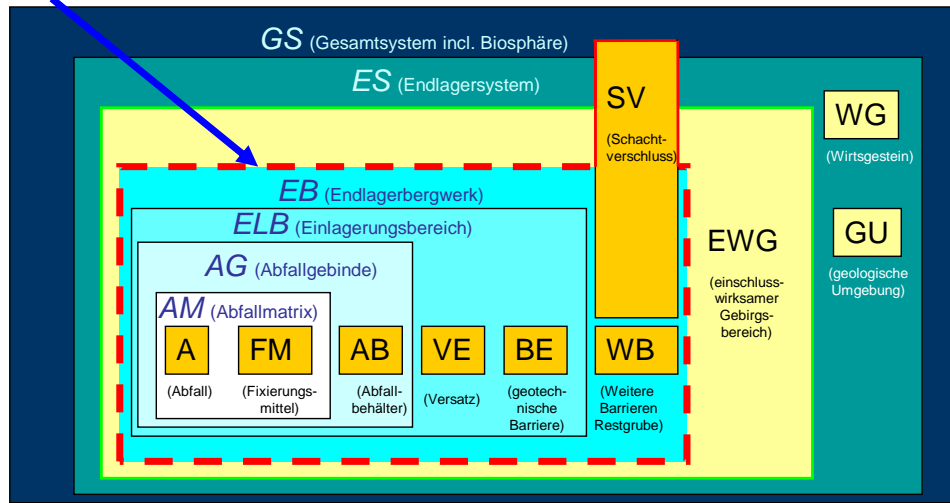 GS (Gesamtsystem incl. Biosphäre)
ES (Endlagersystem)
SV
(Schacht-
verschluss)
WG
(Wirtsgestein)
EB (Endlagerbergwerk)
ELB (Einlagerungsbereich)
AG (Abfallgebinde)
AM (Abfallmatrix)
EWG
(einschluss-
wirksamer
Gebirgs-
bereich)
GU
(geologische
Umgebung)
A
(Abfall)
FM
(Fixierungs-
mittel)
AB
(Abfall-
behälter)
VE
(Versatz)
BE
(geotech-
nische
Barriere)
WB
(Weitere
Barrieren
Restgrube)